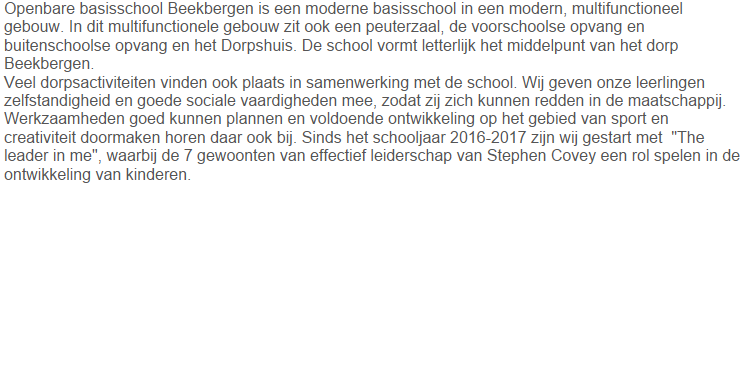 Openbare basisschool Beekbergen is een moderne basisschool in een modern, multifunctioneel
gebouw. In dit multifunctionele gebouw zit ook een peuterzaal, de voorschoolse opvang en
buitenschoolse opvang en het Dorpshuis. De school vormt letterlijk het middelpunt van het dorp
Beekbergen.
Veel dorpsactiviteiten vinden ook plaats in samenwerking met de school. Wij geven onze leerlingen
zelfstandigheid en goede sociale vaardigheden mee, zodat zij zich kunnen redden in de maatschappij.
Werkzaamheden goed kunnen plannen en voldoende ontwikkeling op het gebied van sport en
creativiteit doormaken horen daar ook bij. Sinds het schooljaar 2016-2017 zijn wij gestart met  "The
leader in me", waarbij de 7 gewoonten van effectief leiderschap van Stephen Covey een rol spelen in de
ontwikkeling van kinderen.